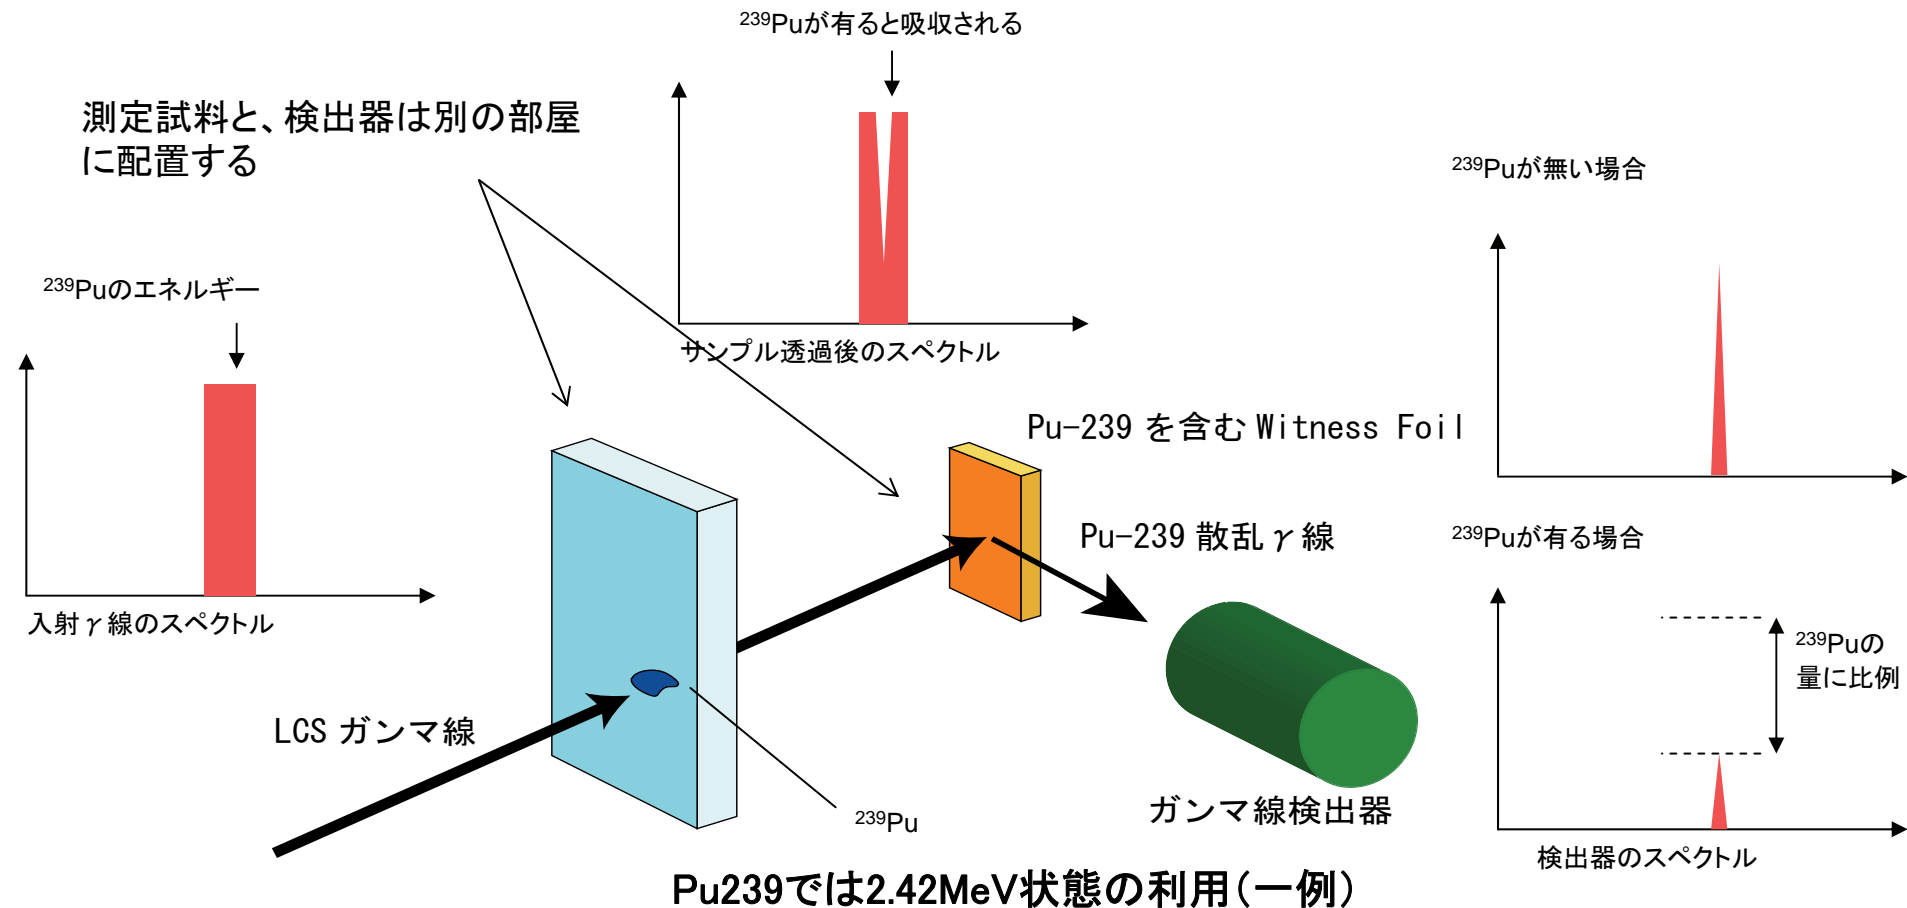 ²³⁹Puが有ると吸収される
測定試料と、検出器は別の部屋
に配置する
²³⁹Puが無い場合
²³⁹Puのエネルギー
サンプル透過後のスペクトル
Pu-239 を含む Witness Foil
Pu-239 散乱γ線
²³⁹Puが有る場合
入射γ線のスペクトル
²³⁹Puの
量に比例
LCS ガンマ線
ガンマ線検出器
²³⁹Pu
検出器のスペクトル
Pu239では2.42MeV状態の利用(一例)